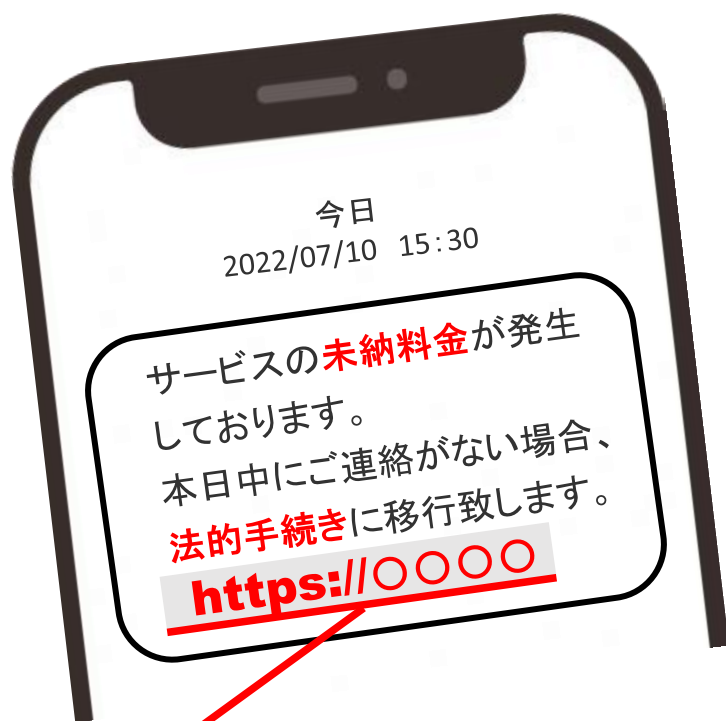 今日
2022/07/10 15:30
サービスの未納料金が発生
しております。
本日中にご連絡がない場合、
法的手続きに移行致します。
https://〇〇〇〇